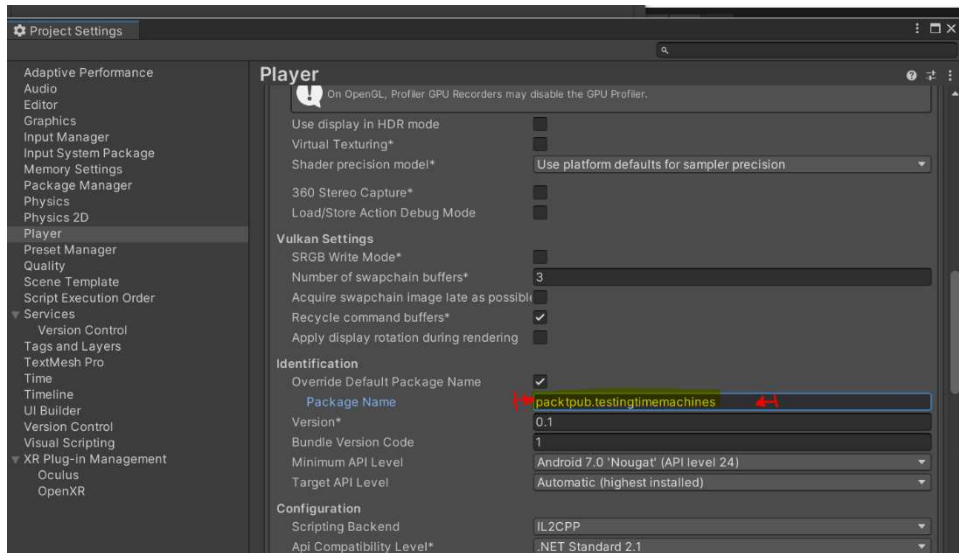 Project Settings
Adaptive Performance
Audio
Editor
Graphics
Input Manager
Input System Package
Memory Settings
Package Manager
Physics
Physics 2D
Player
Preset Manager
Quality
Scene Template
Script Execution Order
Services
Version Control
Tags and Layers
TextMesh Pro
Time
Timeline
UI Builder
Version Control
Visual Scripting
XR Plug-in Management
Oculus
OpenXR
Player
On OpenGL, Profiler GPU Recorders may disable the GPU Profiler.
Use display in HDR mode
Virtual Texturing*
Shader precision model* Use platform defaults for sampler precision
360 Stereo Capture*
Load/Store Action Debug Mode
Vulkan Settings
SRGB Write Mode*
Number of swapchain buffers* 3
Acquire swapchain image late as possible
Recycle command buffers*
Apply display rotation during rendering
Identification
Override Default Package Name
Package Name packtpub.testingtimemachines
Version* 0.1
Bundle Version Code 1
Minimum API Level Android 7.0 'Nougat' (API level 24)
Target API Level Automatic (highest installed)
Configuration
Scripting Backend IL2CPP
Api Compatibility Level* .NET Standard 2.1